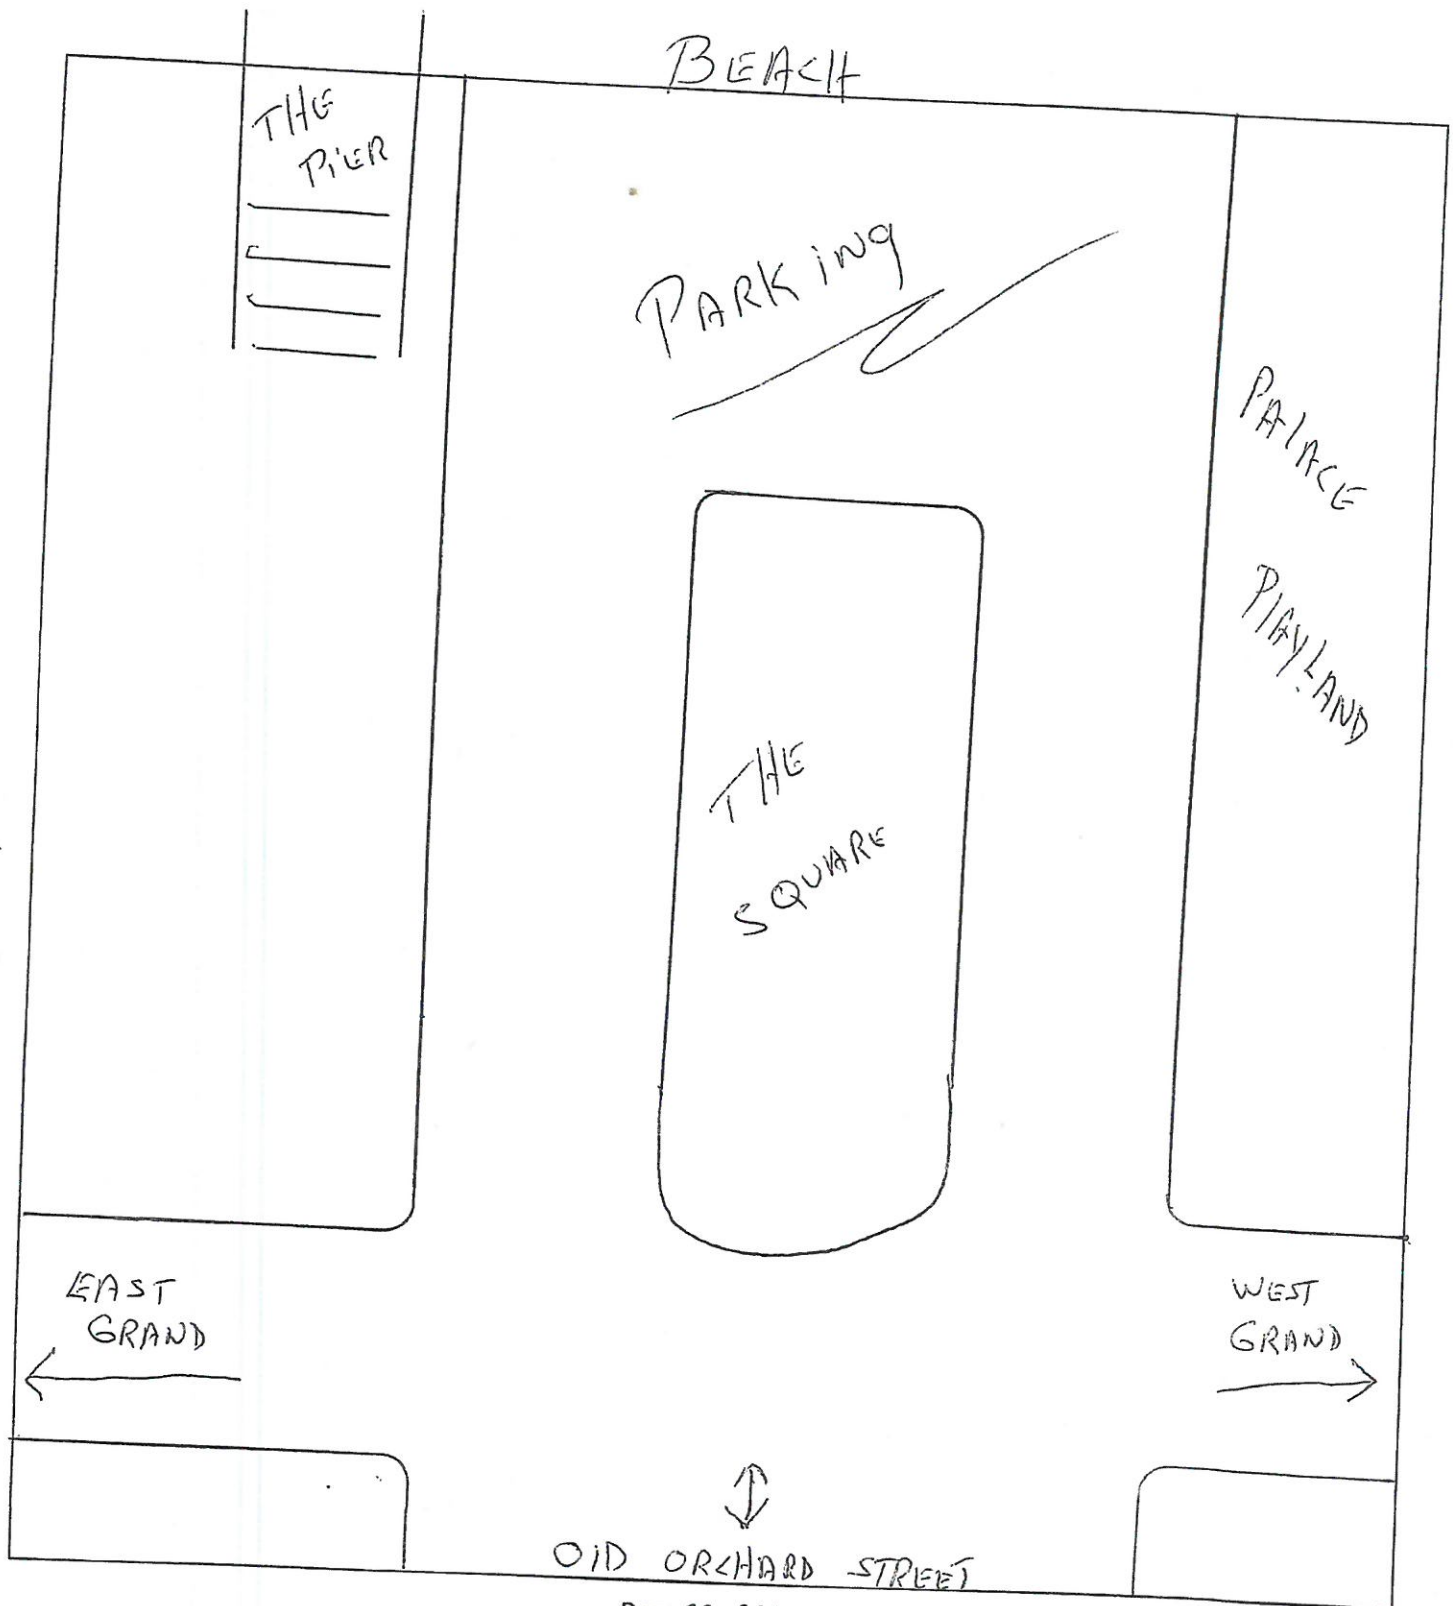 BEACH
THE
PiER
PARKing
PAlACE
PlAYLAND
THE
SQUARE
EAST
GRAND
WEST
GRAND
OlD ORCHARD STREET